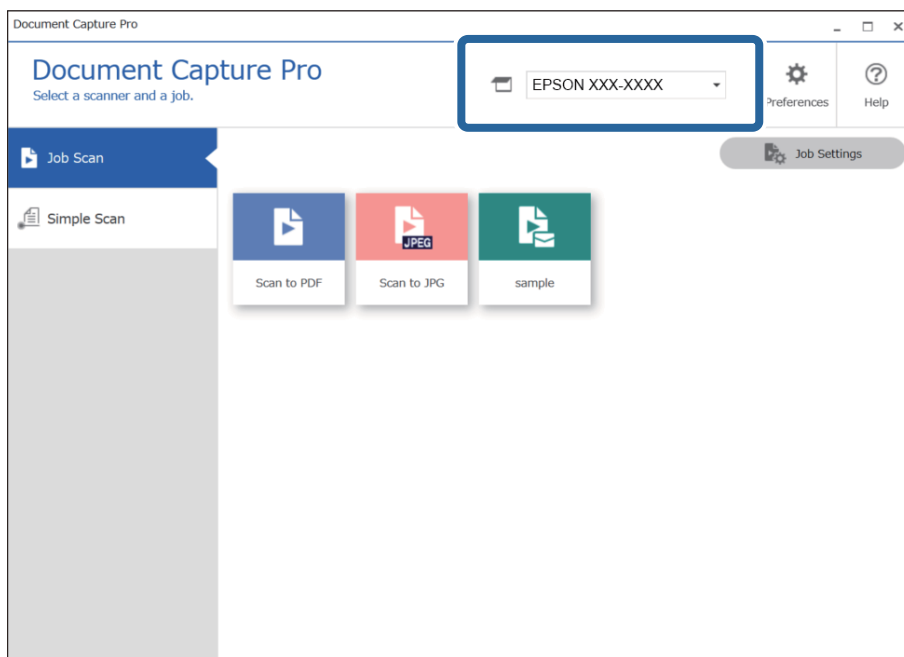 Document Capture Pro
Document Capture Pro
Select a scanner and a job.
EPSON XXX-XXXX
Preferences
Help
Job Scan
Job Settings
Simple Scan
JPEG
Scan to PDF
Scan to JPG
sample